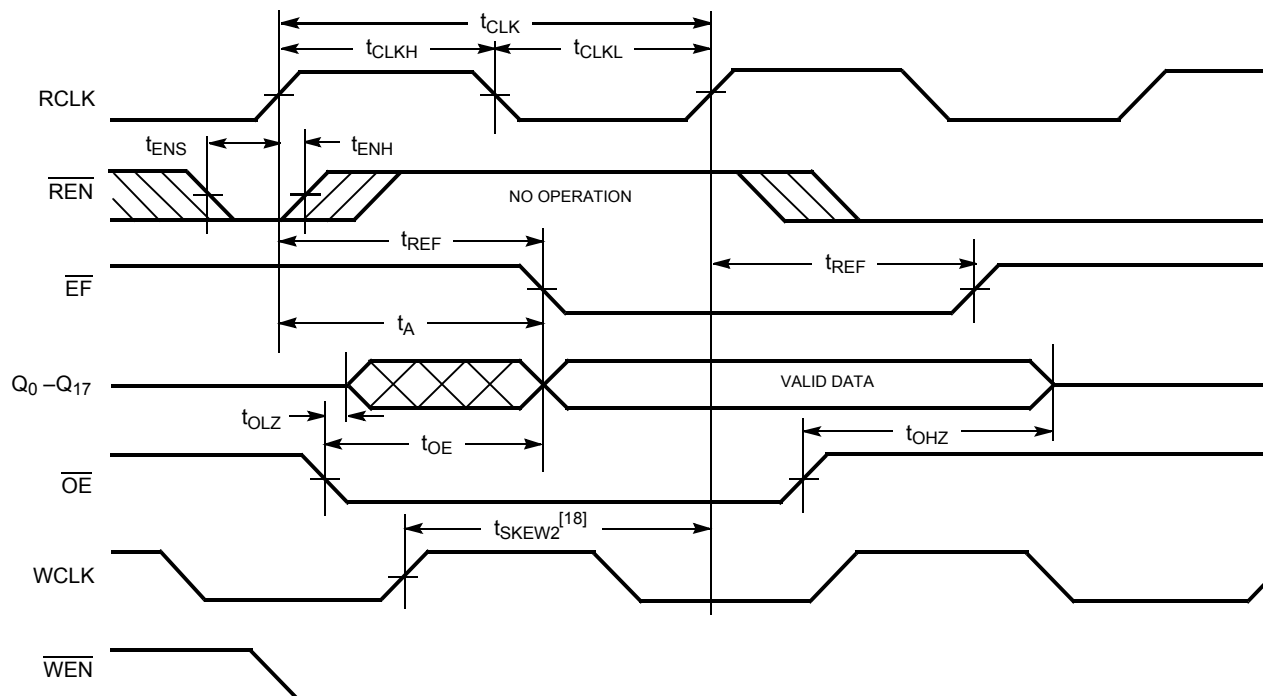 tCLK
tCLKH
tCLKL
RCLK
tENS
tENH
REN
NO OPERATION
tREF
tREF
EF
tA
Q0 –Q17
VALID DATA
tOLZ
tOE
tOHZ
OE
tSKEW2[18]
WCLK
WEN